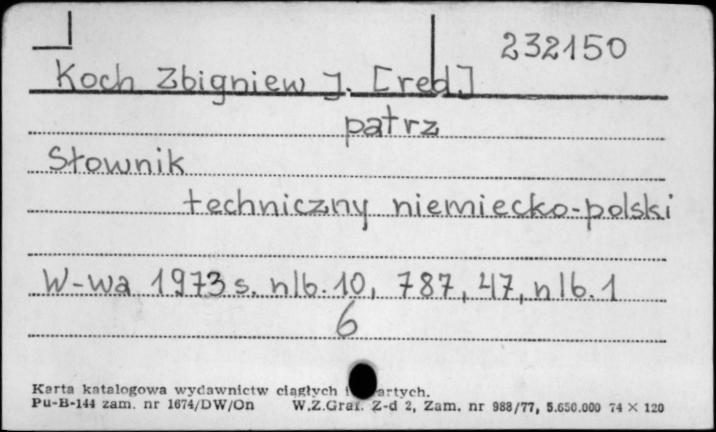 232150
Koch Zbigniew J. [red]
patrz
Słownik
techniczny niemiecko-polski
W-wa 1973 s. nlb. 10, 787, 47, nlb. 1
6
Karta katalogowa wydawnictw ciągłych i
Pu-B-144 zam. nr 1674/DW/On W.Z.Graf. Z-d 2, Zam. nr 988/77, 5.650.000 74 × 120